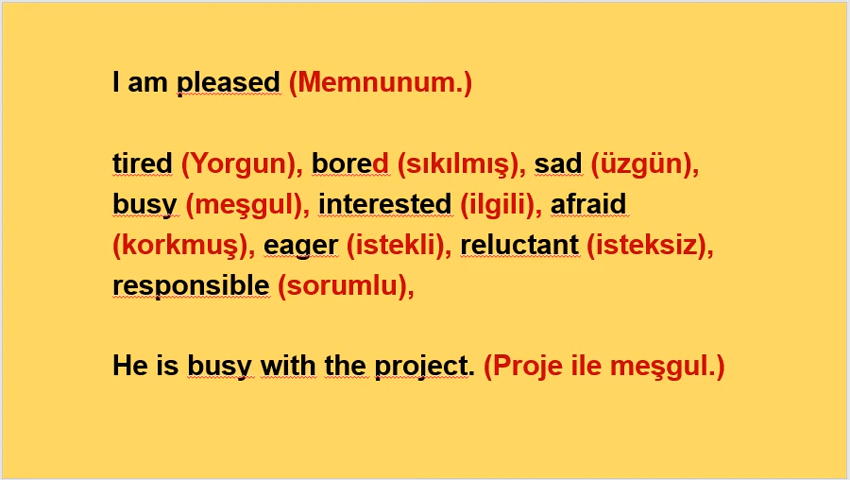 I am pleased (Memnunum.)
tired (Yorgun), bored (sıkılmış), sad (üzgün),
busy (meşgul), interested (ilgili), afraid
(korkmuş), eager (istekli), reluctant (isteksiz),
responsible (sorumlu),
He is busy with the project. (Proje ile meşgul.)